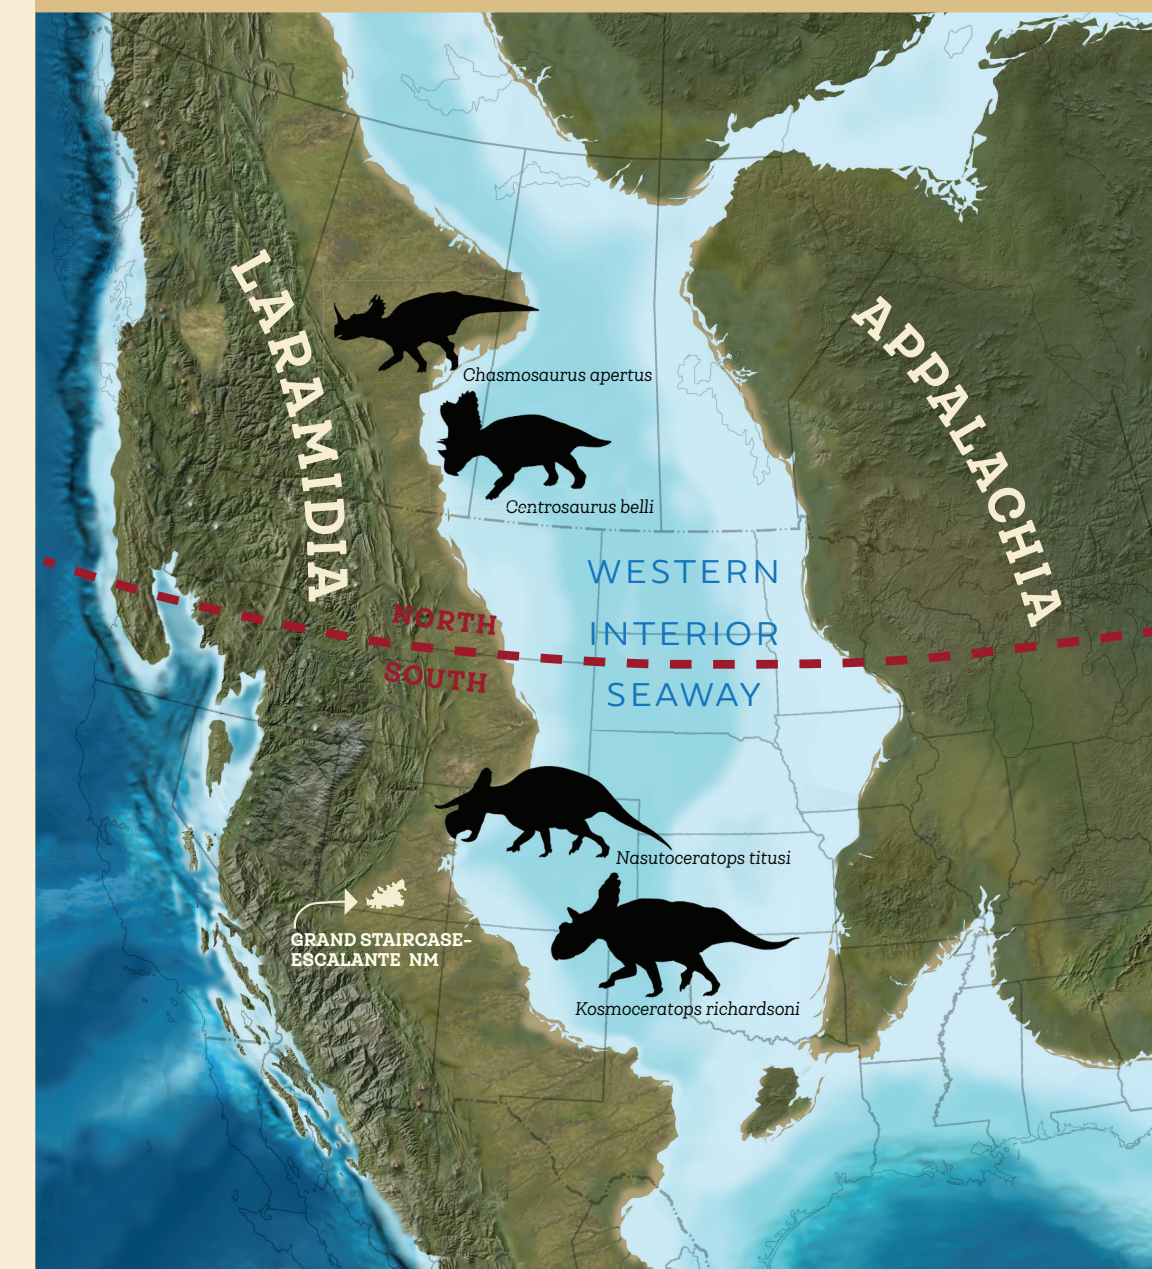 LARAMIDIA
APPALACHIA
Chasmosaurus apertus
Centrosaurus belli
WESTERN
INTERIOR
SEAWAY
NORTH
SOUTH
Nasutoceratops titusi
GRAND STAIRCASE-
ESCALANTE NM
Kosmoceratops richardsoni